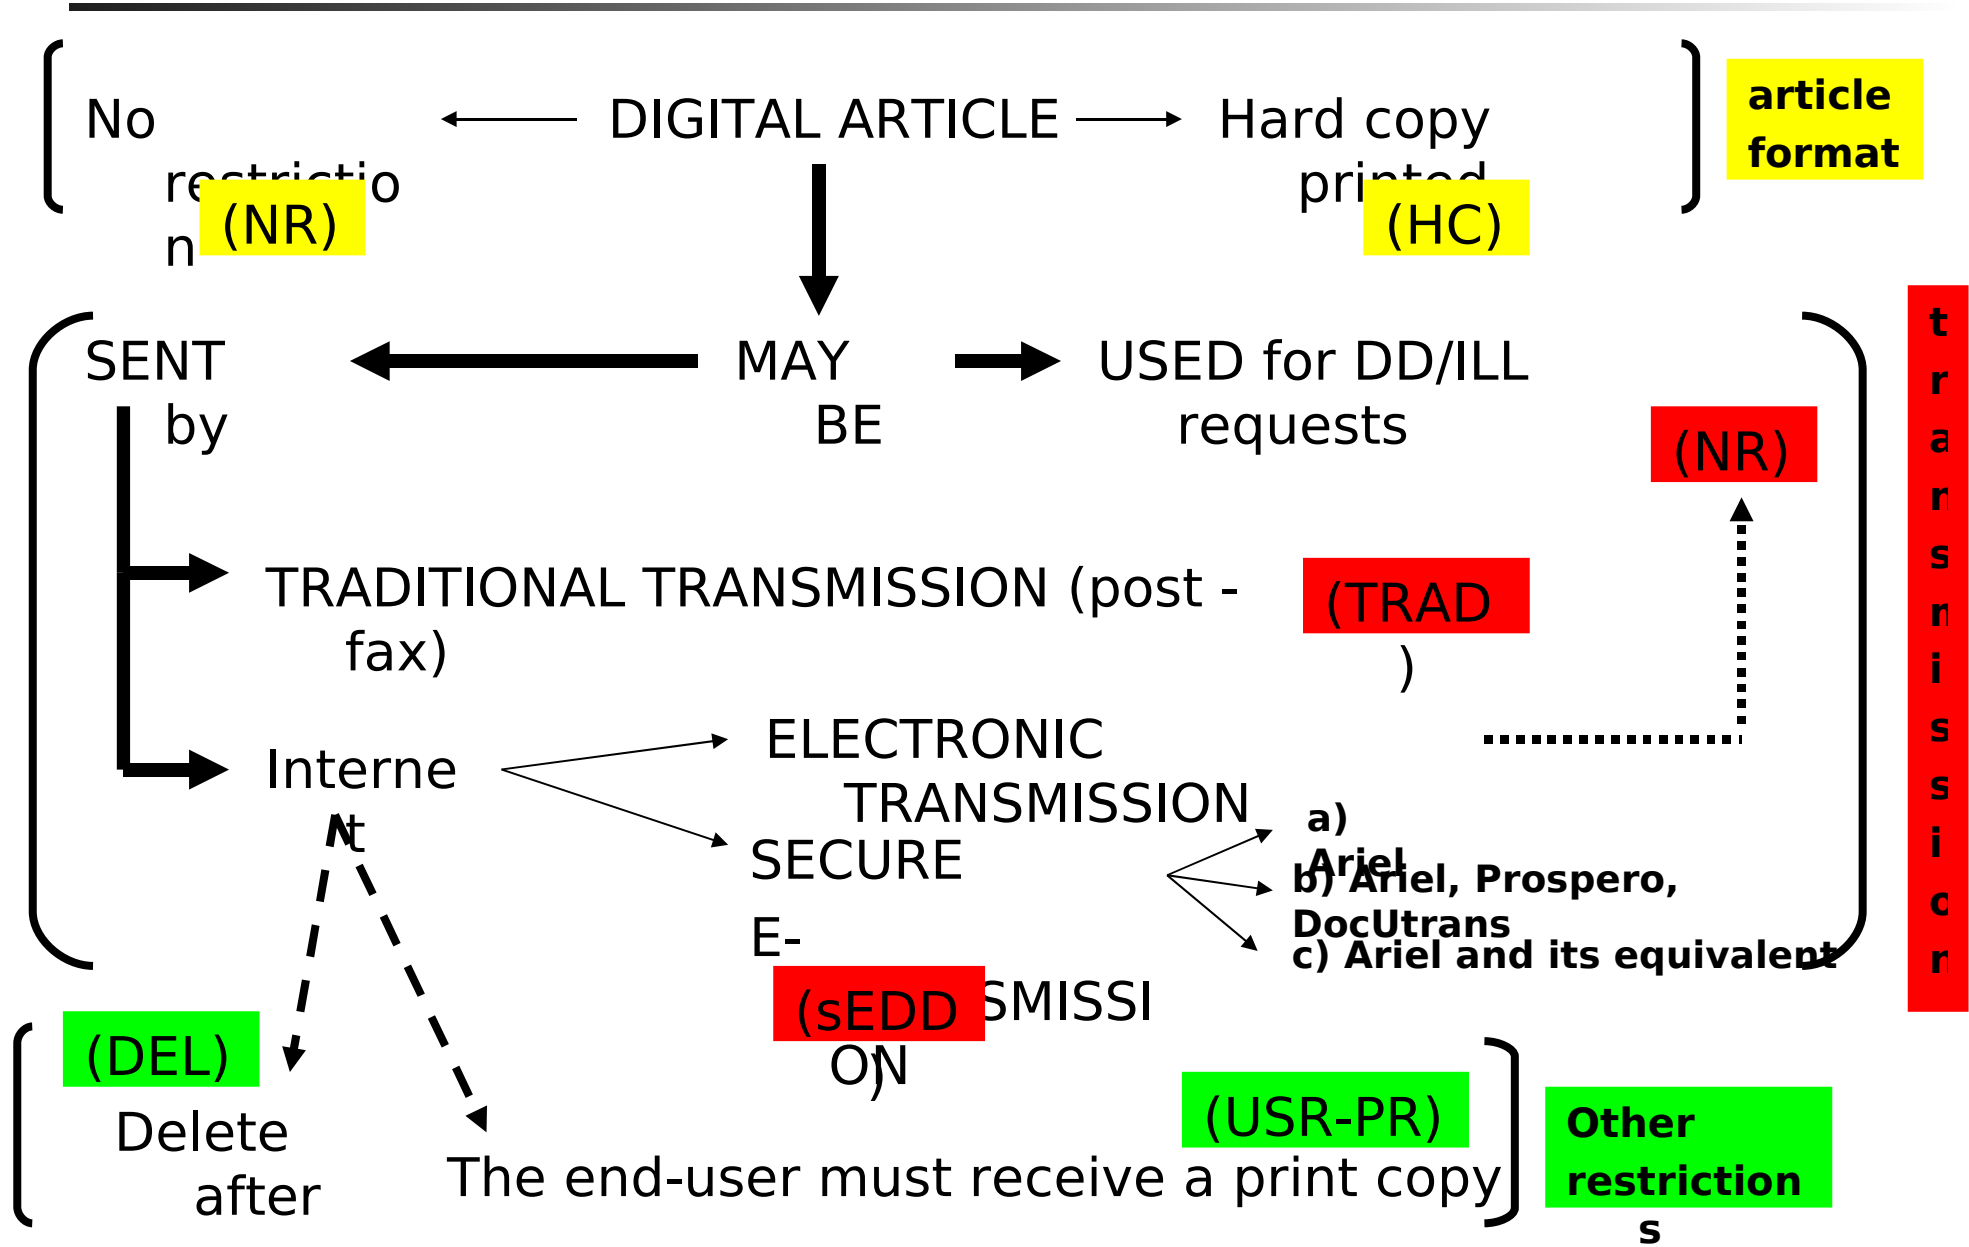 No DIGITAL ARTICLE Hard copy
restrictio printed
n
(NR)
(HC)
article
format
SENT MAY USED for DD/ILL
by BE requests
(NR)
TRADITIONAL TRANSMISSION (post -
fax)
(TRAD
)
Interne
t
ELECTRONIC
TRANSMISSION
SECURE
E-
SMISSI
ON
(sEDD
)
a)
Ariel
b) Ariel, Prospero,
DocUtrans
c) Ariel and its equivalent
t
r
a
n
s
m
i
s
s
i
o
n
(DEL)
Delete
after
(USR-PR)
The end-user must receive a print copy
Other
restriction
s